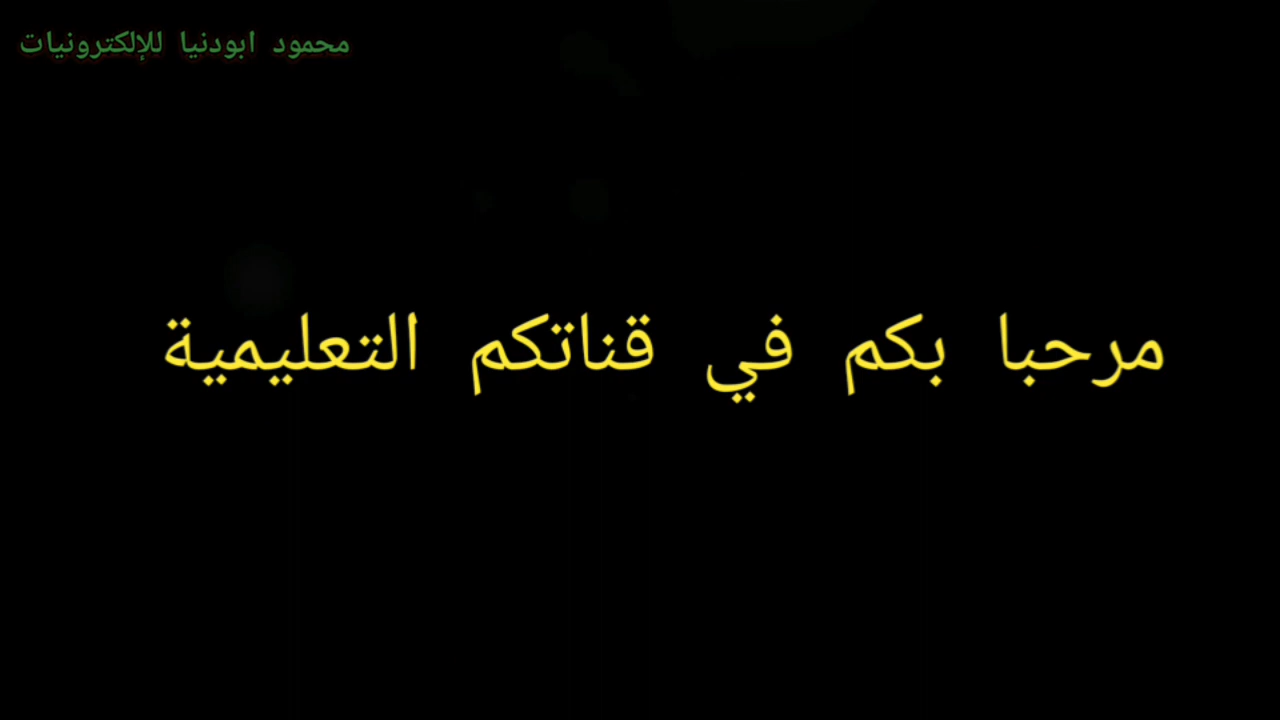 محمود ابودنيا للإلكترونيات
مرحبا بكم في قناتكم التعليمية